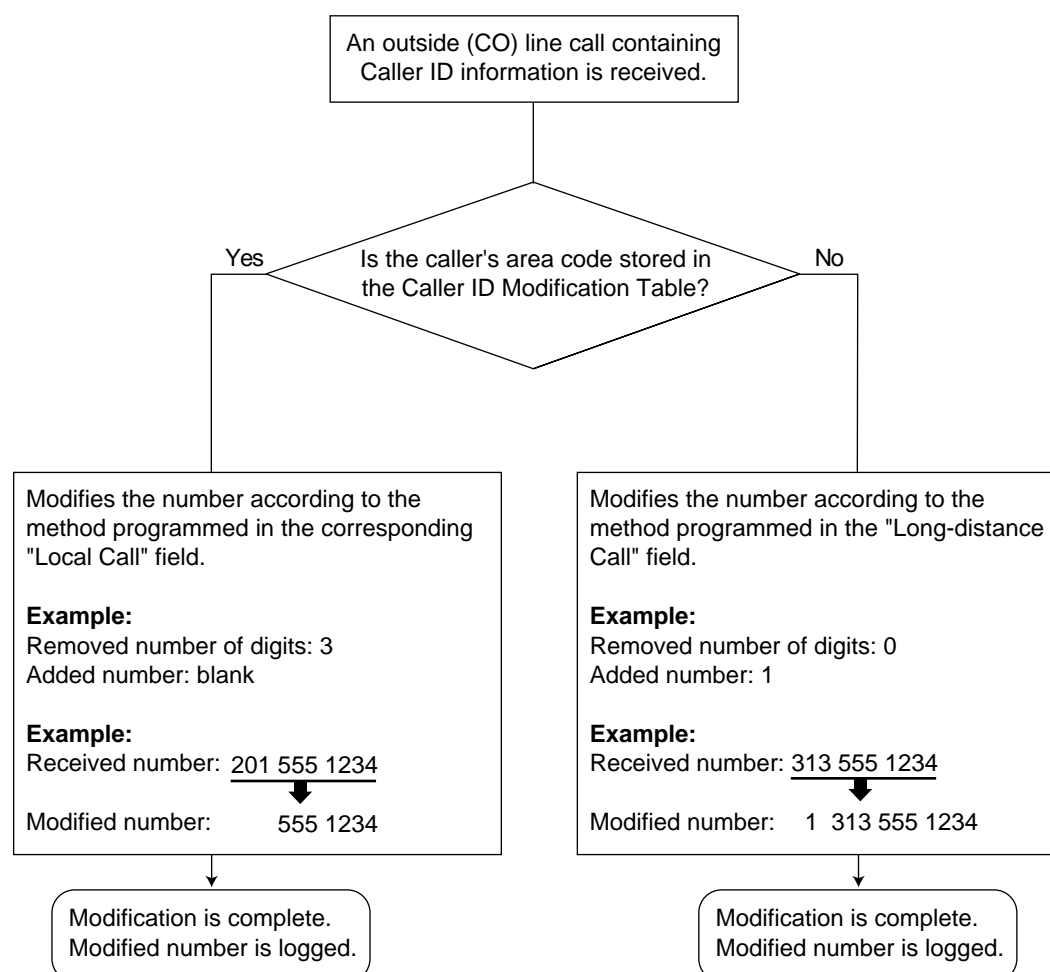 An outside (CO) line call containing
Caller ID information is received.
Yes
Is the caller's area code stored in
the Caller ID Modification Table?
No
Modifies the number according to the
method programmed in the corresponding
"Local Call" field.
Example:
Removed number of digits: 3
Added number: blank
Example:
Received number: 201 555 1234
Modified number: 555 1234
Modification is complete.
Modified number is logged.
Modifies the number according to the
method programmed in the "Long-distance
Call" field.
Example:
Removed number of digits: 0
Added number: 1
Example:
Received number: 313 555 1234
Modified number: 1 313 555 1234
Modification is complete.
Modified number is logged.